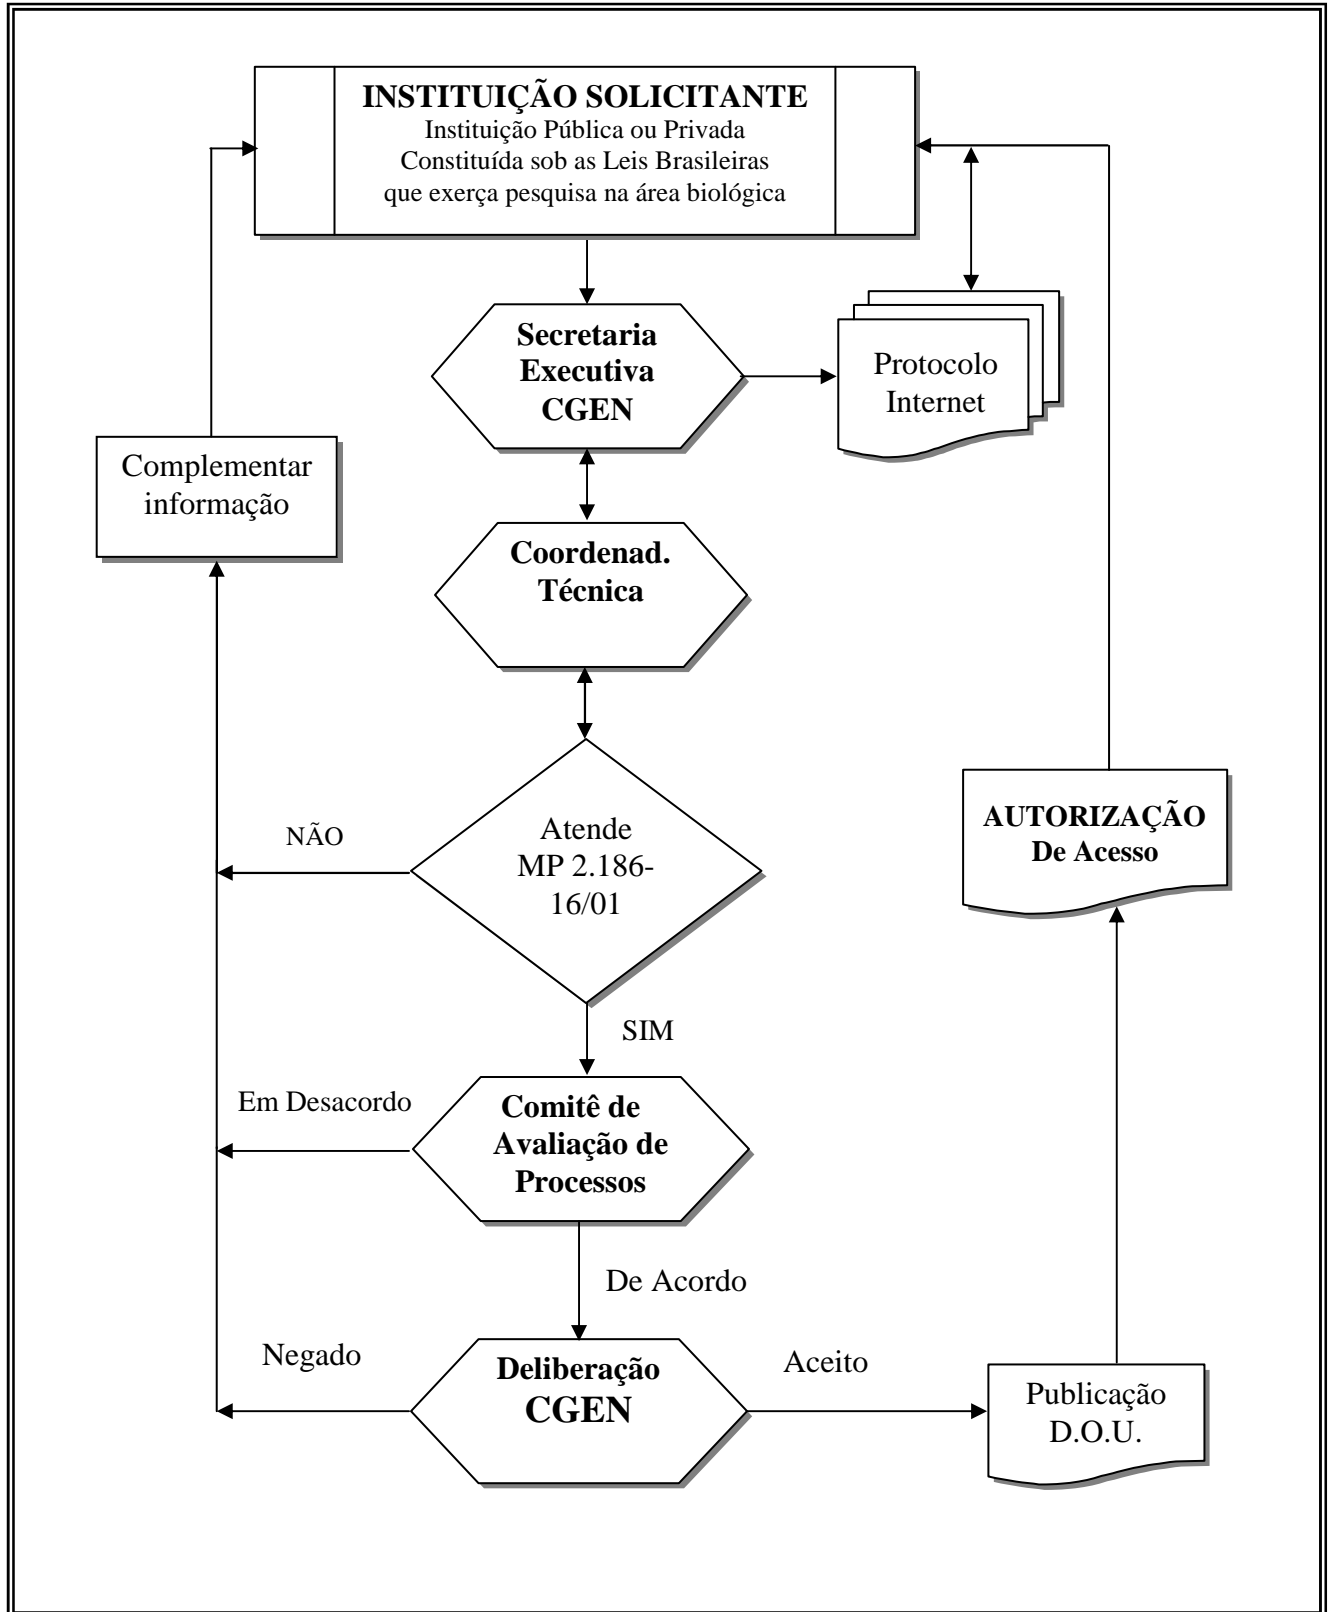 INSTITUIÇÃO SOLICITANTE
Instituição Pública ou Privada
Constituída sob as Leis Brasileiras
que exerça pesquisa na área biológica
Secretaria
Executiva
CGEN
Protocolo
Internet
Complementar
informação
Coordenad.
Técnica
NÃO
Atende
MP 2.186-
16/01
AUTORIZAÇÃO
De Acesso
SIM
Em Desacordo
Comitê de
Avaliação de
Processos
De Acordo
Negado
Deliberação
CGEN
Aceito
Publicação
D.O.U.